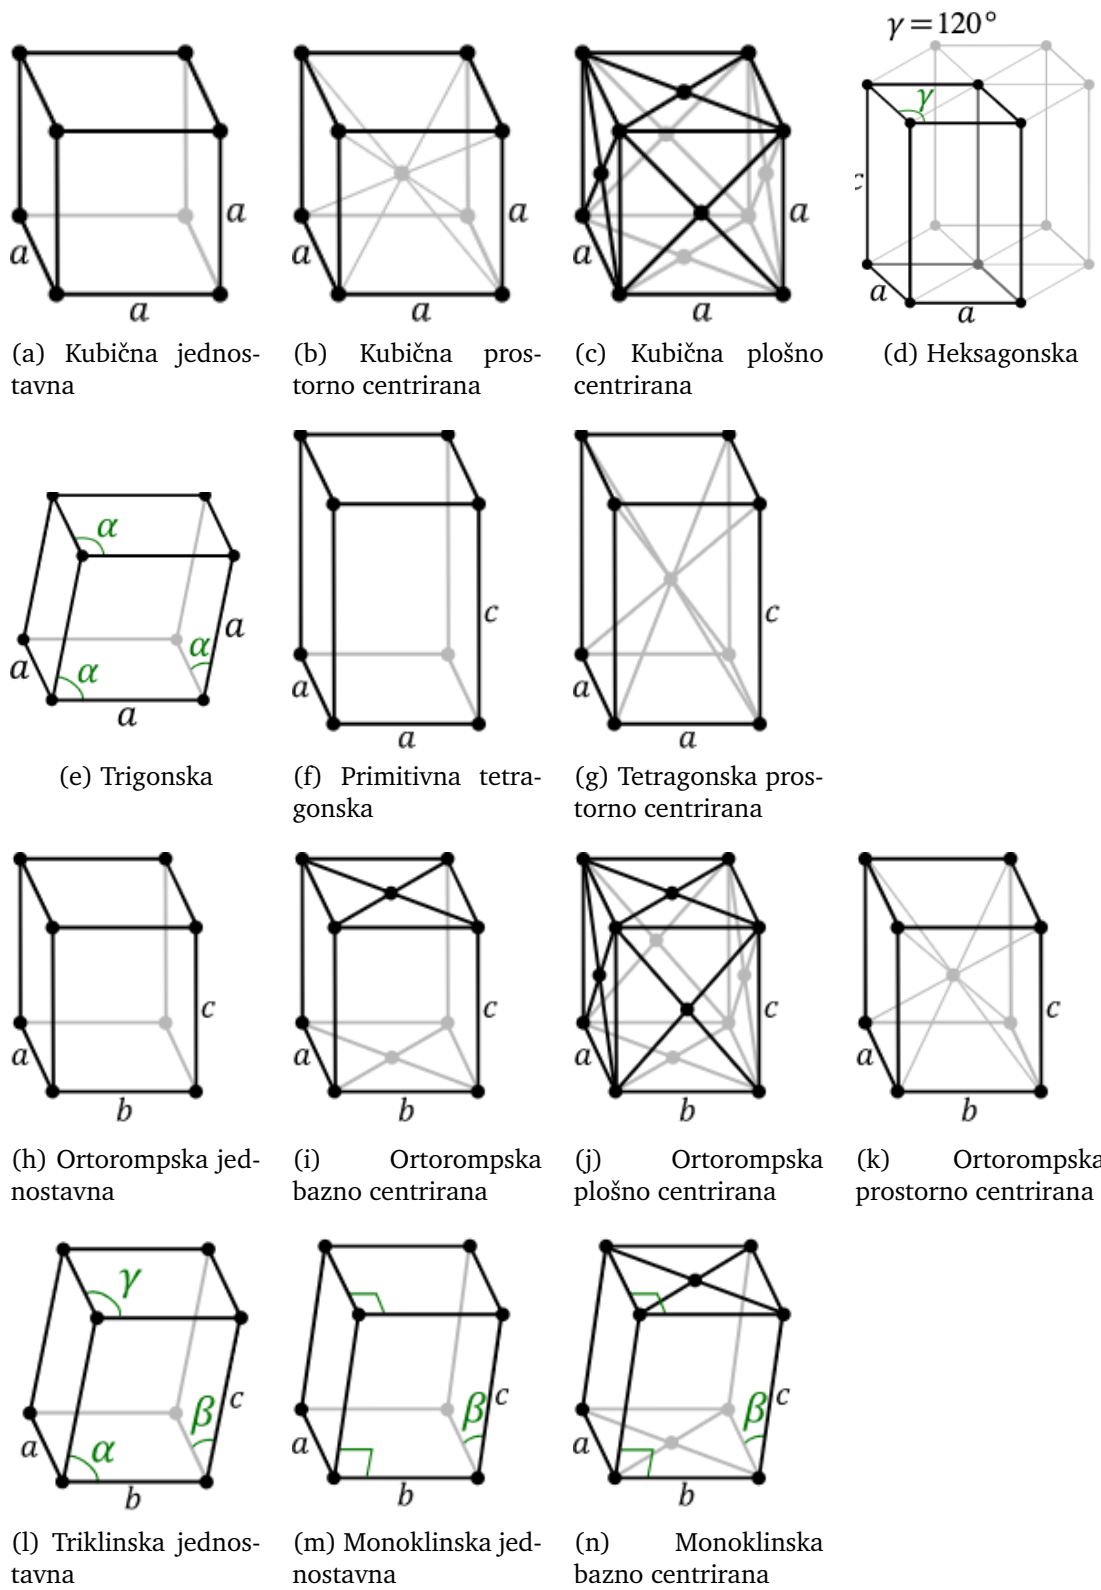 γ = 120°
γ
a
a
a
a
a
a
a
a
a
c
a
a
(a) Kubična jednos-
tavna
(b) Kubična pros-
torno centrirana
(c) Kubična plošno
centrirana
(d) Heksagonska
α
α
α
a
a
a
c
a
a
c
a
a
(e) Trigonska
(f) Primitivna tetra-
gonska
(g) Tetragonska pros-
torno centrirana
c
a
b
c
a
b
c
a
b
c
a
b
(h) Ortorompska jed-
nostavna
(i) Ortorompska
bazno centrirana
(j) Ortorompska
plošno centrirana
(k) Ortorompska
prostorno centrirana
γ
β
c
a
α
b
β
c
a
b
β
c
a
b
(l) Triklinska jednos-
tavna
(m) Monoklinska jed-
nostavna
(n) Monoklinska
bazno centrirana